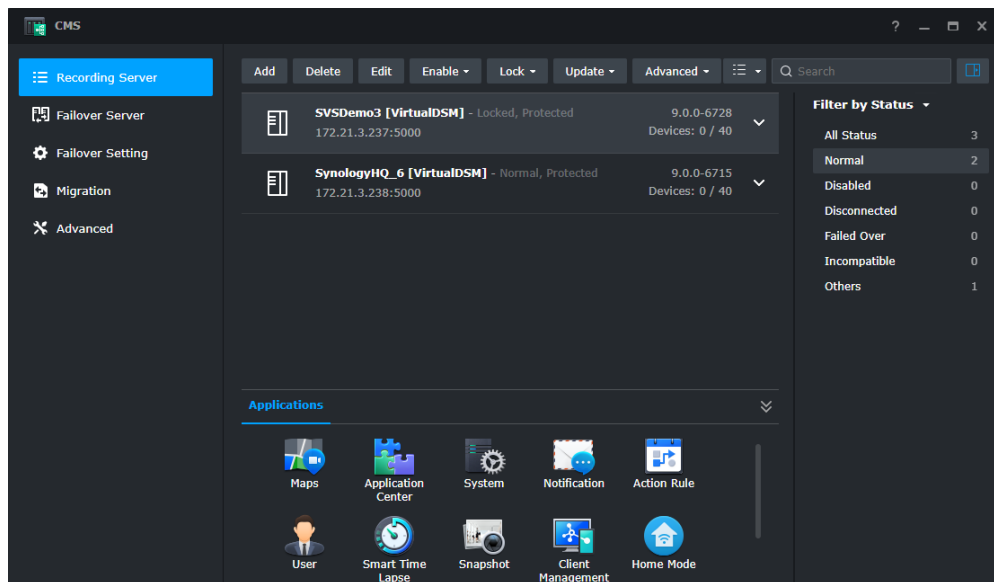 CMS
?
Recording Server
Failover Server
Failover Setting
Migration
Advanced
Add Delete Edit Enable Lock Update Advanced Search
SVSDemo3 [VirtualDSM] - Locked, Protected 9.0.0-6728
172.21.3.237:5000 Devices: 0 / 40
SynologyHQ_6 [VirtualDSM] - Normal, Protected 9.0.0-6715
172.21.3.238:5000 Devices: 0 / 40
Filter by Status
All Status 3
Normal 2
Disabled 0
Disconnected 0
Failed Over 0
Incompatible 0
Others 1
Applications
Maps Application Center System Notification Action Rule
User Smart Time Lapse Snapshot Client Management Home Mode